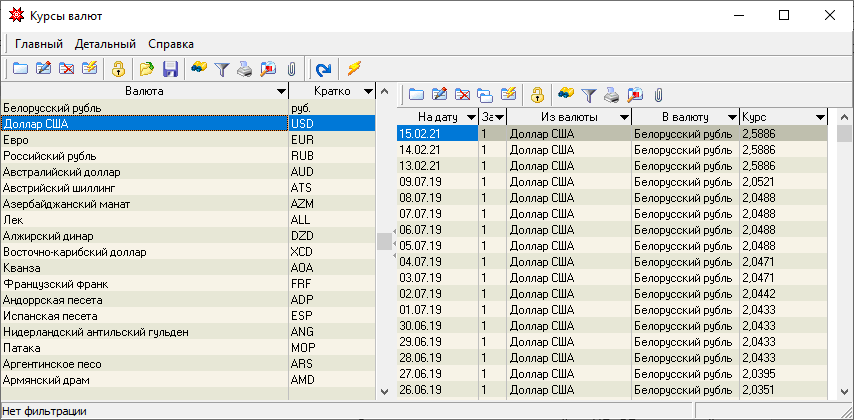 Курсы валют
Главный Детальный Справка
Валюта Кратко
Белорусский рубль руб.
Доллар США USD
Евро EUR
Российский рубль RUB
Австралийский доллар AUD
Австрийский шиллинг ATS
Азербайджанский манат AZM
Лек ALL
Алжирский динар DZD
Восточно-карибский доллар XCD
Кванза AOA
Французский франк FRF
Андоррская песета ADP
Испанская песета ESP
Нидерландский антильский гульден ANG
Патака MOP
Аргентинское песо ARS
Армянский драм AMD
На дату За Из валюты В валюту Курс
15.02.21 1 Доллар США Белорусский рубль 2,5886
14.02.21 1 Доллар США Белорусский рубль 2,5886
13.02.21 1 Доллар США Белорусский рубль 2,5886
09.07.19 1 Доллар США Белорусский рубль 2,0521
08.07.19 1 Доллар США Белорусский рубль 2,0488
07.07.19 1 Доллар США Белорусский рубль 2,0488
06.07.19 1 Доллар США Белорусский рубль 2,0488
05.07.19 1 Доллар США Белорусский рубль 2,0488
04.07.19 1 Доллар США Белорусский рубль 2,0471
03.07.19 1 Доллар США Белорусский рубль 2,0471
02.07.19 1 Доллар США Белорусский рубль 2,0442
01.07.19 1 Доллар США Белорусский рубль 2,0433
30.06.19 1 Доллар США Белорусский рубль 2,0433
29.06.19 1 Доллар США Белорусский рубль 2,0433
28.06.19 1 Доллар США Белорусский рубль 2,0433
27.06.19 1 Доллар США Белорусский рубль 2,0395
26.06.19 1 Доллар США Белорусский рубль 2,0351
Нет фильтрации